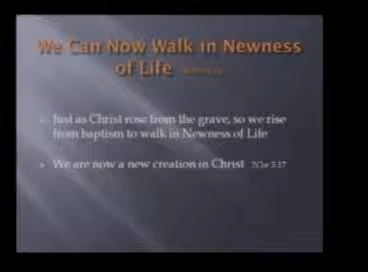 We Can Now Walk in Newness
of Life
Just as Christ rose from the grave, so we rise
from baptism to walk in Newness of Life
We are now a new creation in Christ 2Cor 5:17